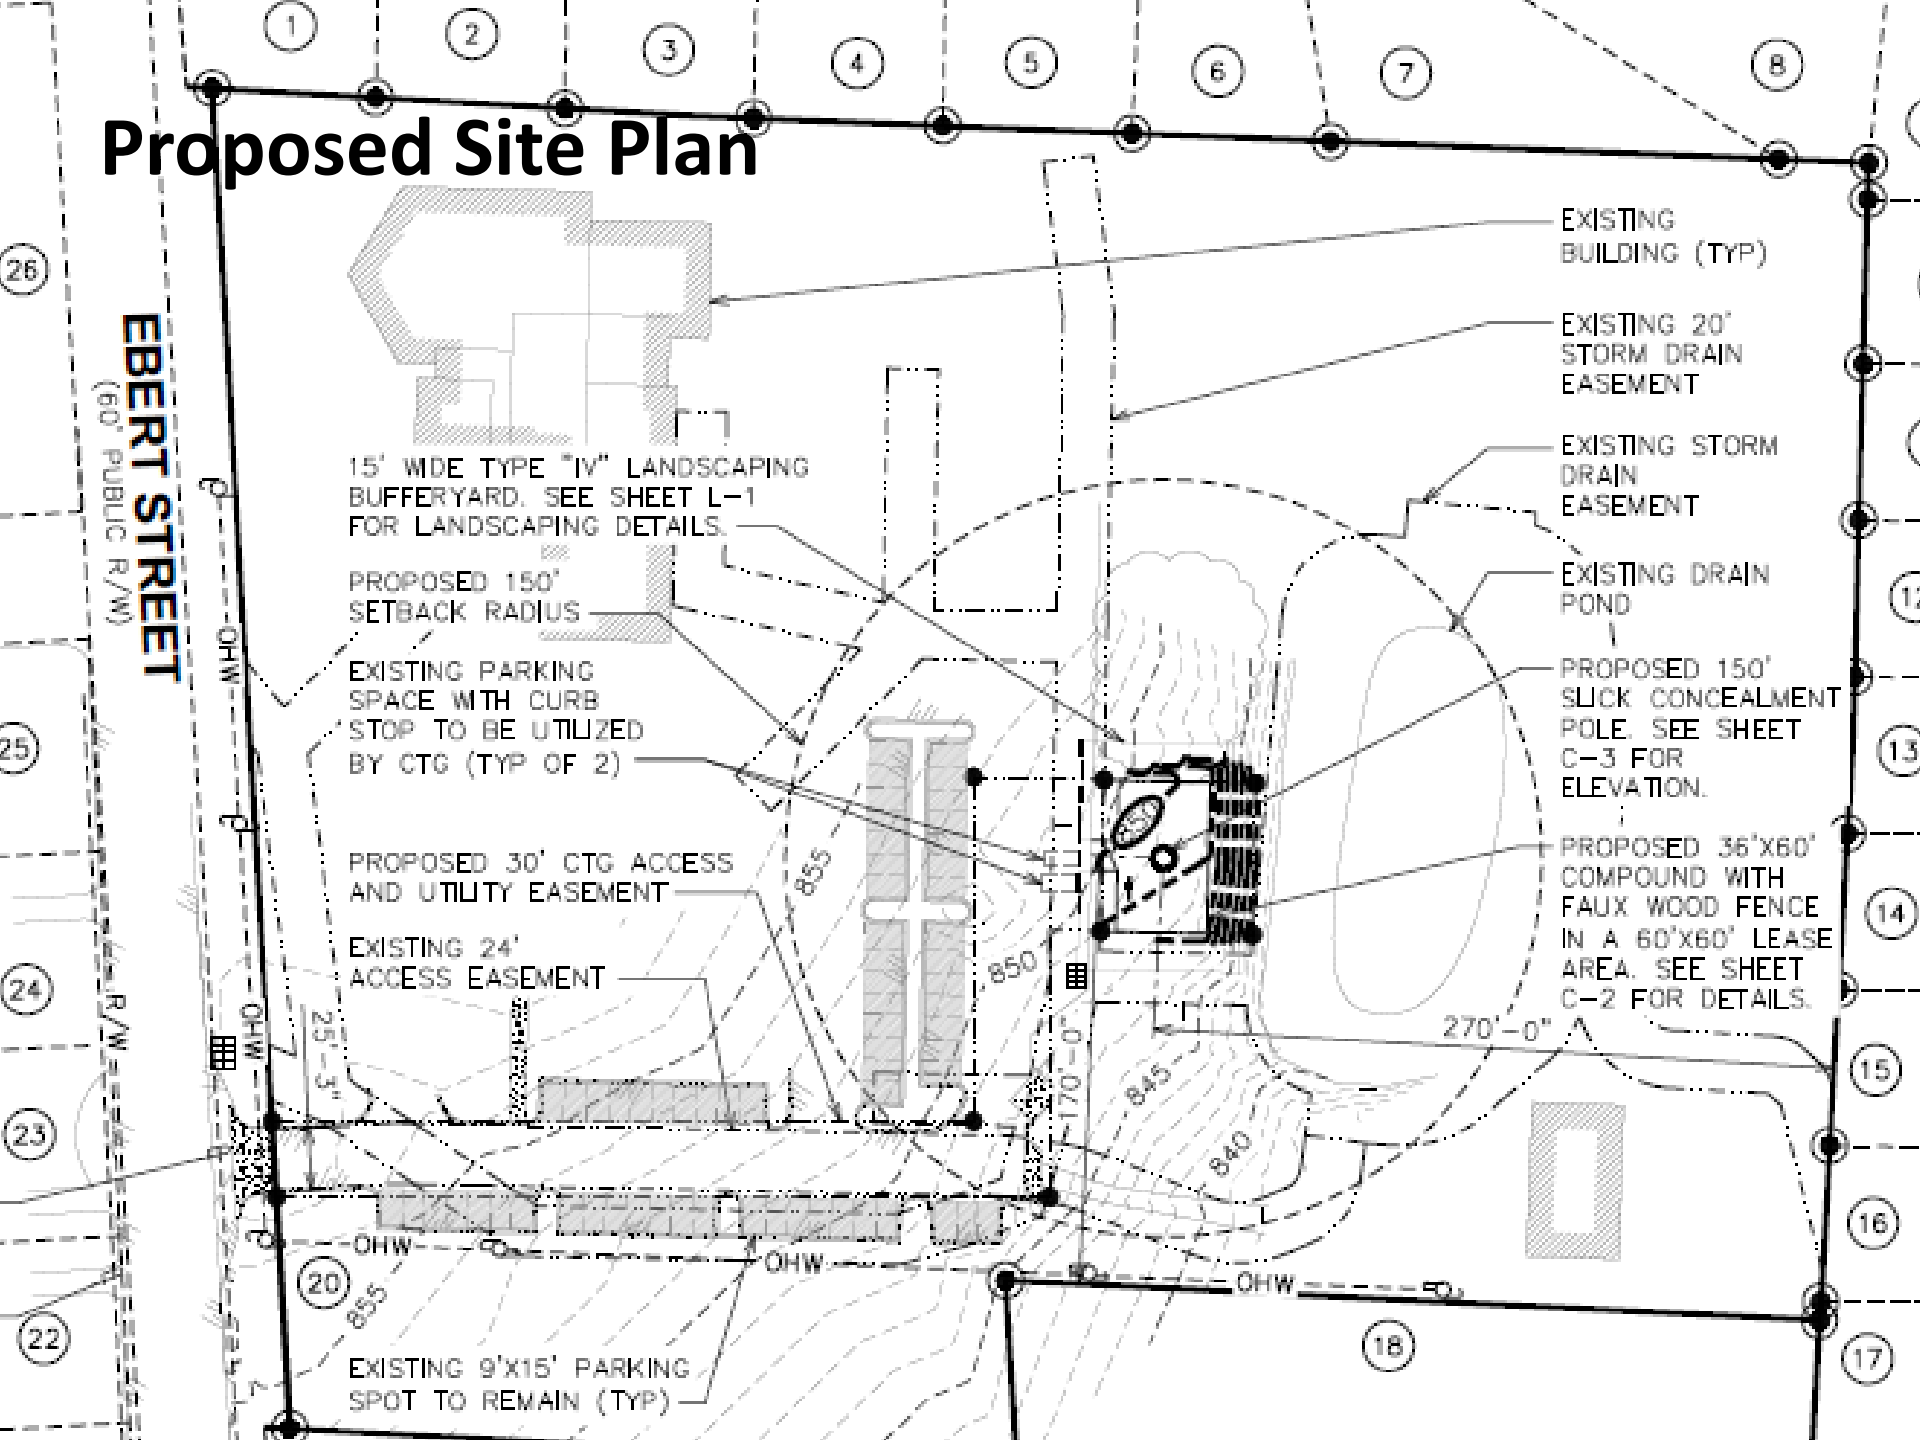 1
2
3
4
5
6
7
8
Proposed Site Plan
26
25
24
23
22
EBERT STREET
(60' PUBLIC R/W)
R/W
OHW
OHW
EXISTING
BUILDING (TYP)
EXISTING 20'
STORM DRAIN
EASEMENT
EXISTING STORM
DRAIN
EASEMENT
EXISTING DRAIN
POND
PROPOSED 150'
SLICK CONCEALMENT
POLE. SEE SHEET
C-3 FOR
ELEVATION.
PROPOSED 36'X60'
COMPOUND WITH
FAUX WOOD FENCE
IN A 60'X60' LEASE
AREA. SEE SHEET
C-2 FOR DETAILS.
15' WIDE TYPE "IV" LANDSCAPING
BUFFERYARD. SEE SHEET L-1
FOR LANDSCAPING DETAILS.
PROPOSED 150'
SETBACK RADIUS
EXISTING PARKING
SPACE WITH CURB
STOP TO BE UTILIZED
BY CTG (TYP OF 2)
PROPOSED 30' CTG ACCESS
AND UTILITY EASEMENT
EXISTING 24'
ACCESS EASEMENT
25'-3"
855
850
845
840
170'-0"
270'-0"
12
13
14
15
16
17
18
20
855
OHW
OHW
OHW
EXISTING 9'X15' PARKING
SPOT TO REMAIN (TYP)